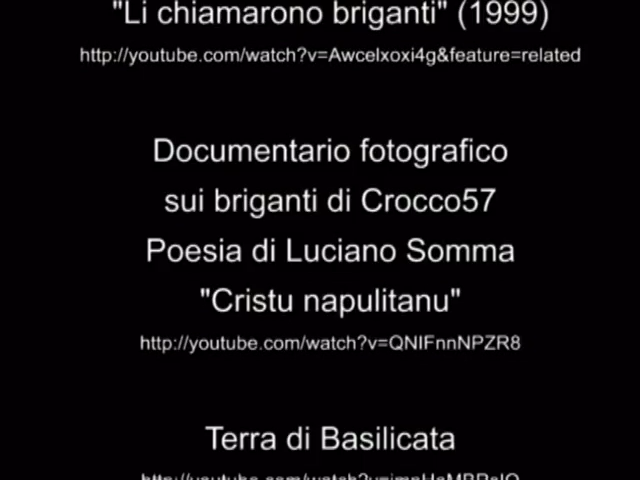 "Li chiamarono briganti" (1999)
http://youtube.com/watch?v=Awcelxoxi4g&feature=related
Documentario fotografico
sui briganti di Crocco57
Poesia di Luciano Somma
"Cristu napulitanu"
http://youtube.com/watch?v=QNIFnnNPZR8
Terra di Basilicata